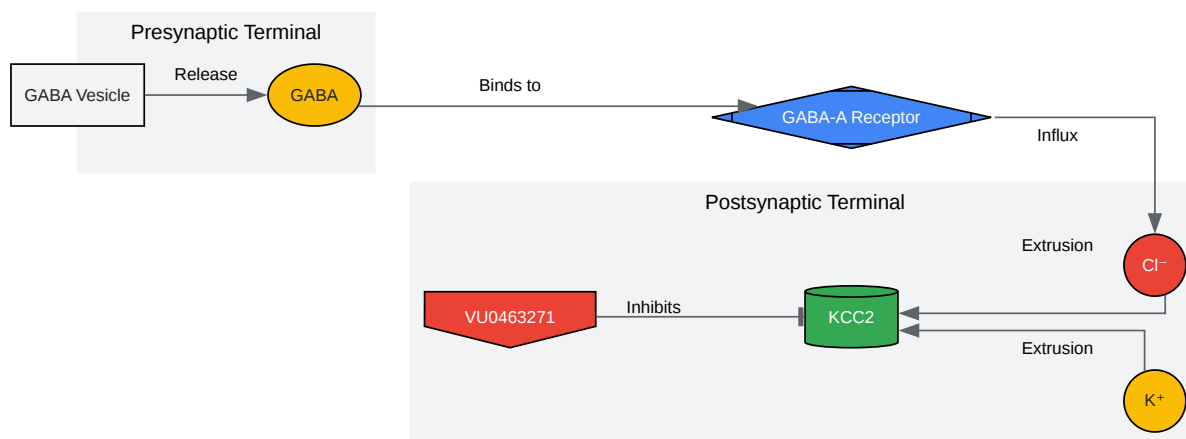 Presynaptic Terminal
GABA Vesicle
Release
GABA
Binds to
GABA-A Receptor
Influx
Postsynaptic Terminal
Extrusion
Cl⁻
VU0463271
Inhibits
KCC2
Extrusion
K⁺